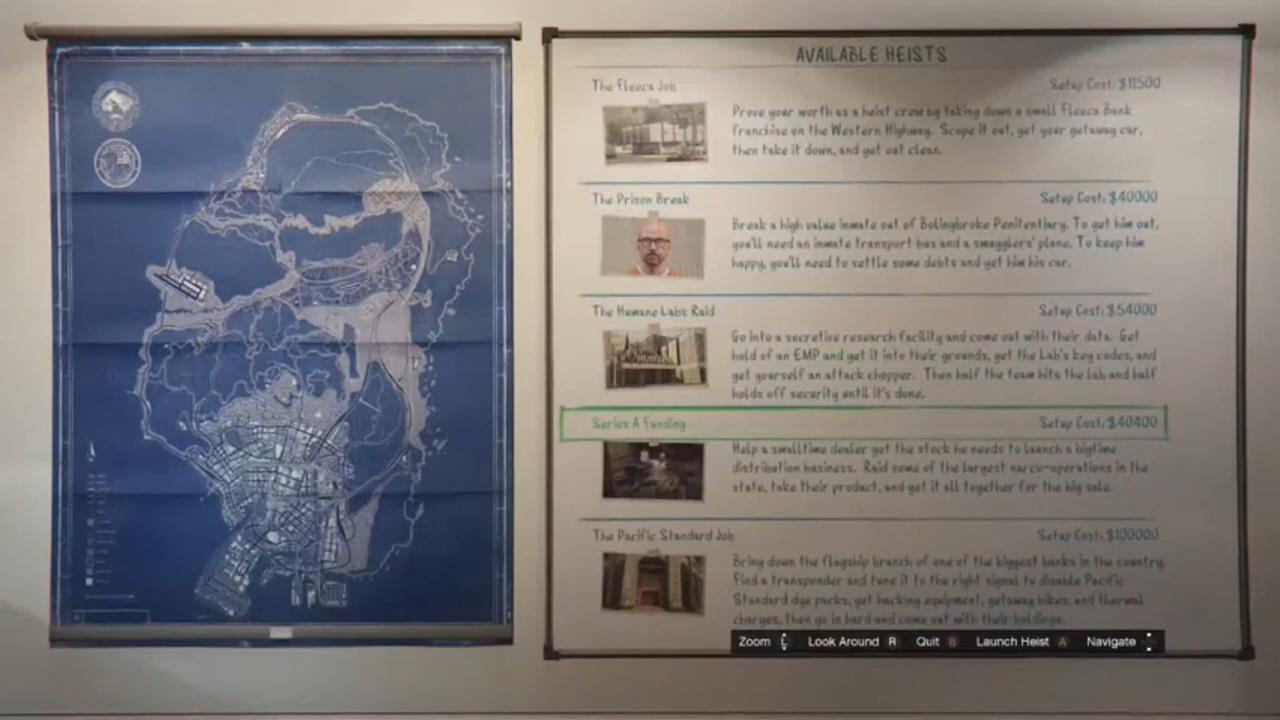 AVAILABLE HEISTS
The Fleeca Job
Setup Cost: $11500
Prove your worth as a heist crew by taking down a small Fleeca Bank
franchise on the Western Highway. Scope it out, get your getaway car,
then take it down, and get out clean.
The Prison Break
Setup Cost: $40000
Break a high value inmate out of Bolingbroke Penitentiary. To get him out,
you'll need an inmate transport bus and a smugglers' plane. To keep him
happy, you'll need to settle some debts and get him his car.
The Humane Labs Raid
Setup Cost: $54000
Go into a secretive research facility and come out with their data. Get
hold of an EMP and get it into their grounds, get the Lab's key codes, and
get yourself an attack chopper. Then half the team hits the lab and half
holds off security until it's done.
Series A Funding
Setup Cost: $40400
Help a smalltime dealer get the stock he needs to launch a bigtime
distribution business. Raid some of the largest narco-operations in the
state, take their product, and get it all together for the big sale.
The Pacific Standard Job
Setup Cost: $100000
Bring down the flagship branch of one of the biggest banks in the country.
Find a transponder and tune it to the right signal to disable Pacific
Standard dye packs, get hacking equipment, getaway bikes, and thermal
charges, then go in hard and come out with their holdings.
Zoom L Look Around R Quit B Launch Heist A Navigate